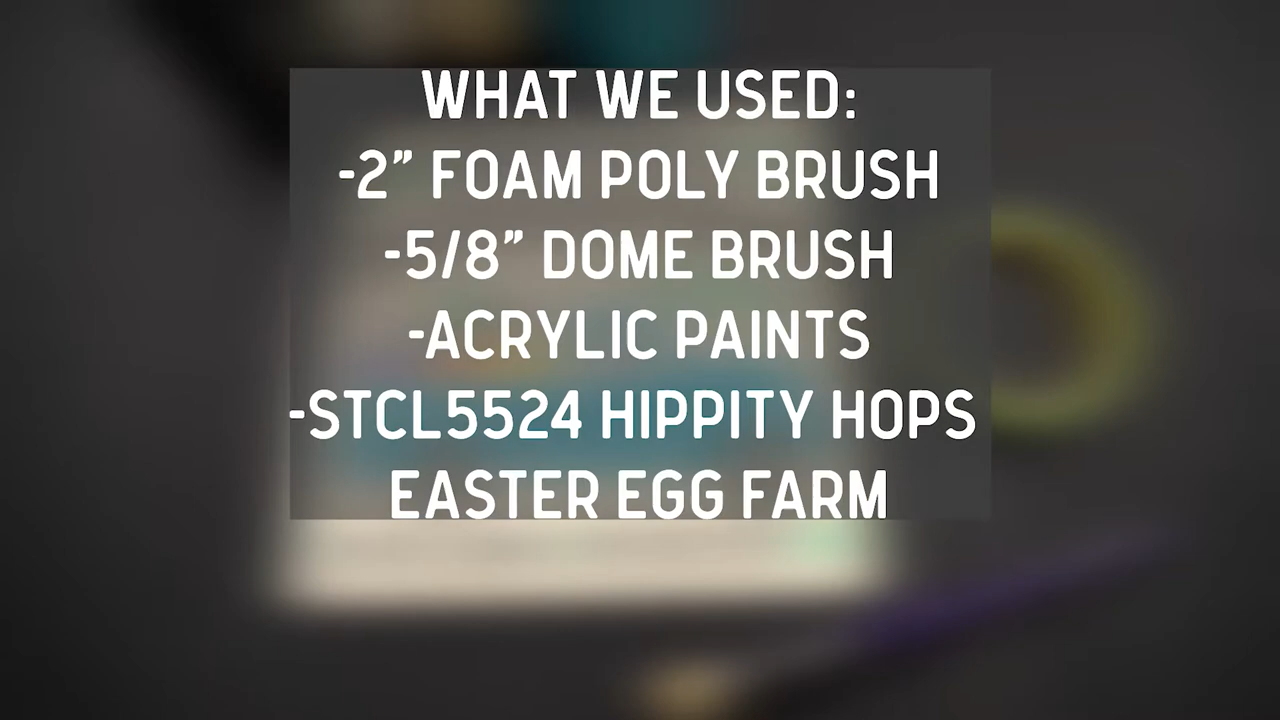 WHAT WE USED:
-2” FOAM POLY BRUSH
-5/8” DOME BRUSH
-ACRYLIC PAINTS
-STCL5524 HIPPITY HOPS
EASTER EGG FARM